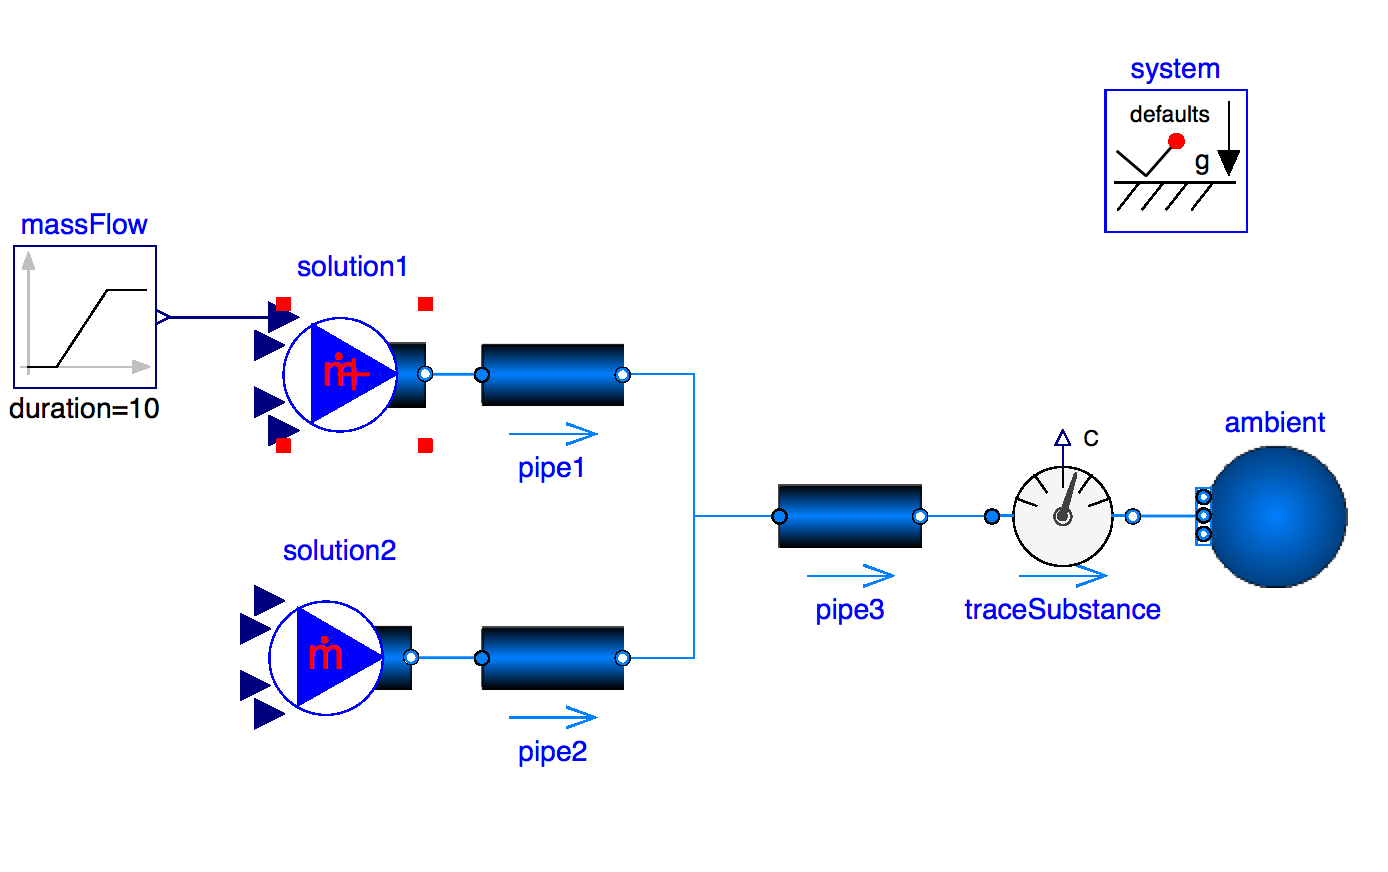 system
defaults
g
massFlow
duration=10
solution1
ṁ
pipe1
solution2
ṁ
pipe2
pipe3
C
traceSubstance
ambient